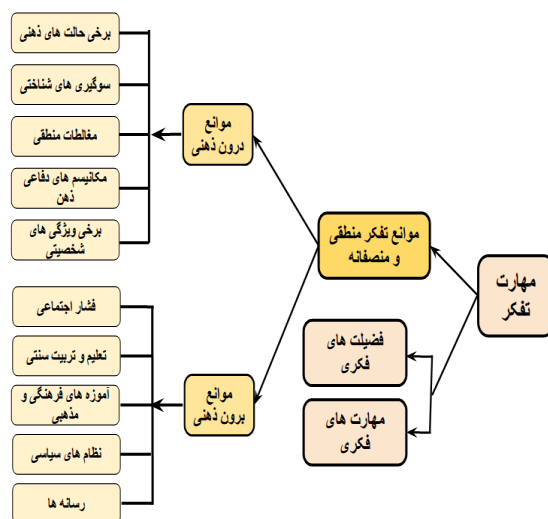 مهارت
تفکر
موانع تفکر منطقی
و منصفانه
فضیلت های
فکری
مهارت های
فکری
موانع
درون ذهنی
برخی حالت های ذهنی
سوگیری های شناختی
مغالطات منطقی
مکانیسم های دفاعی
ذهن
برخی ویژگی های
شخصیتی
موانع
برون ذهنی
فشار اجتماعی
تعلیم و تربیت سنتی
آموزه های فرهنگی و
مذهبی
نظام های سیاسی
رسانه ها